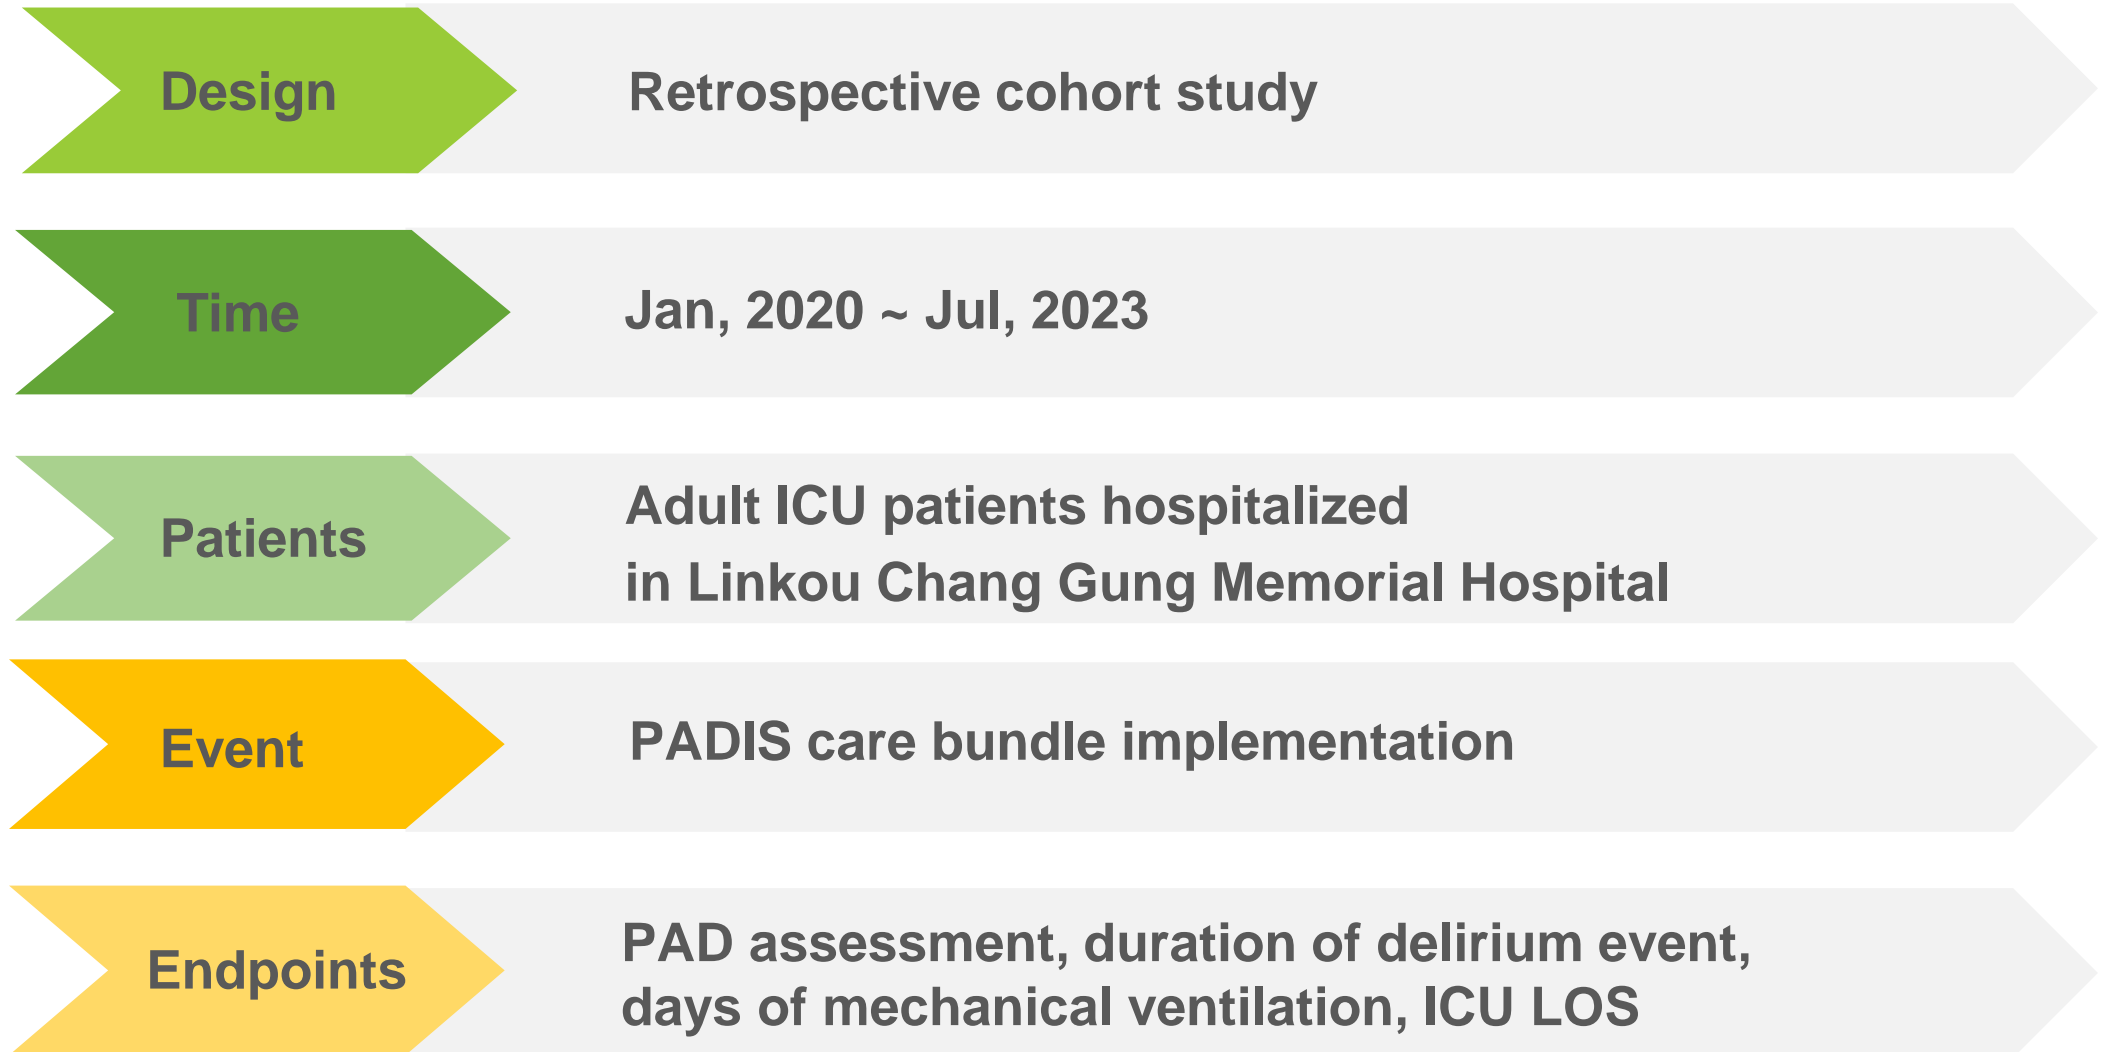 Design
Retrospective cohort study
Time
Jan, 2020 ~ Jul, 2023
Patients
Adult ICU patients hospitalized
in Linkou Chang Gung Memorial Hospital
Event
PADIS care bundle implementation
Endpoints
PAD assessment, duration of delirium event,
days of mechanical ventilation, ICU LOS